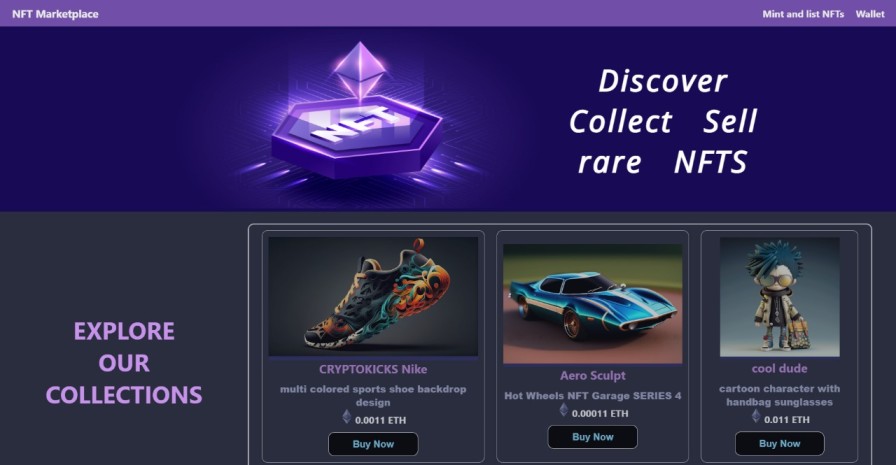 NFT Marketplace
Mint and list NFTs Wallet
NFT
Discover
Collect Sell
rare NFTS
EXPLORE
OUR
COLLECTIONS
CRYPTOKICKS Nike
multi colored sports shoe backdrop
design
0.0011 ETH
Buy Now
Aero Sculpt
Hot Wheels NFT Garage SERIES 4
0.00011 ETH
Buy Now
cool dude
cartoon character with
handbag sunglasses
0.011 ETH
Buy Now